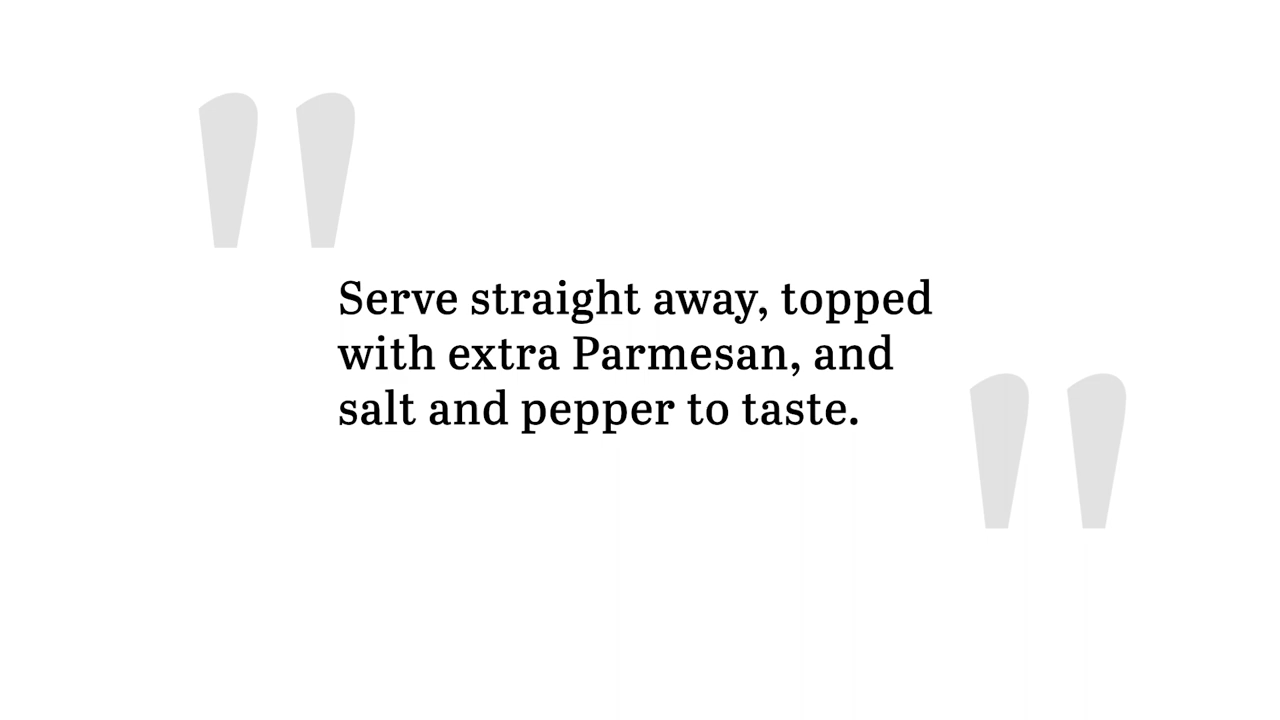 "Serve straight away, topped
with extra Parmesan, and
salt and pepper to taste."